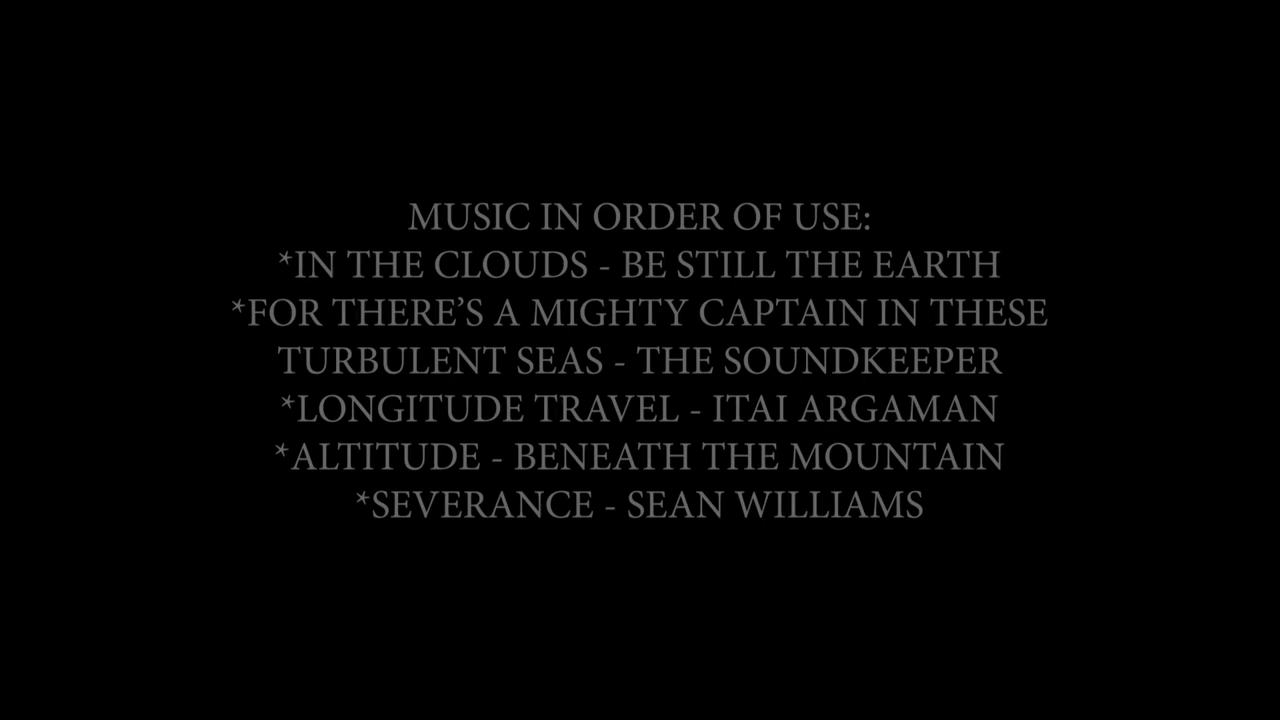 MUSIC IN ORDER OF USE:
*IN THE CLOUDS - BE STILL THE EARTH
*FOR THERE’S A MIGHTY CAPTAIN IN THESE
TURBULENT SEAS - THE SOUNDKEEPER
*LONGITUDE TRAVEL - ITAI ARGAMAN
*ALTITUDE - BENEATH THE MOUNTAIN
*SEVERANCE - SEAN WILLIAMS